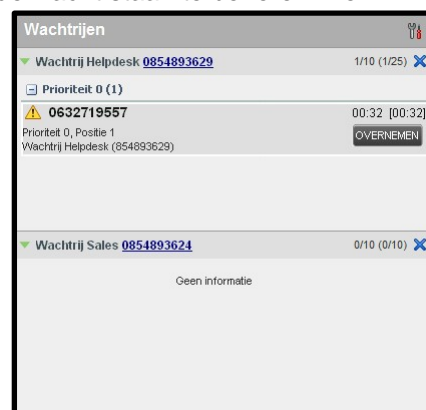 Wachtrijen
Wachtrij Helpdesk 0854893629 1/10 (1/25)
Prioriteit 0 (1)
0632719557 00:32 [00:32]
Prioriteit 0, Positie 1 OVERNEMEN
Wachtrij Helpdesk (854893629)
Wachtrij Sales 0854893624 0/10 (0/10)
Geen informatie